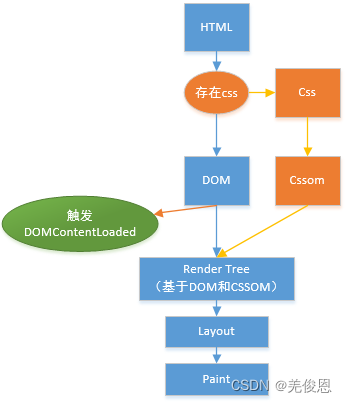 HTML
存在css
Css
DOM
Cssom
触发
DOMContentLoaded
Render Tree
（基于DOM和CSSOM）
Layout
Paint
CSDN @羌俊恩